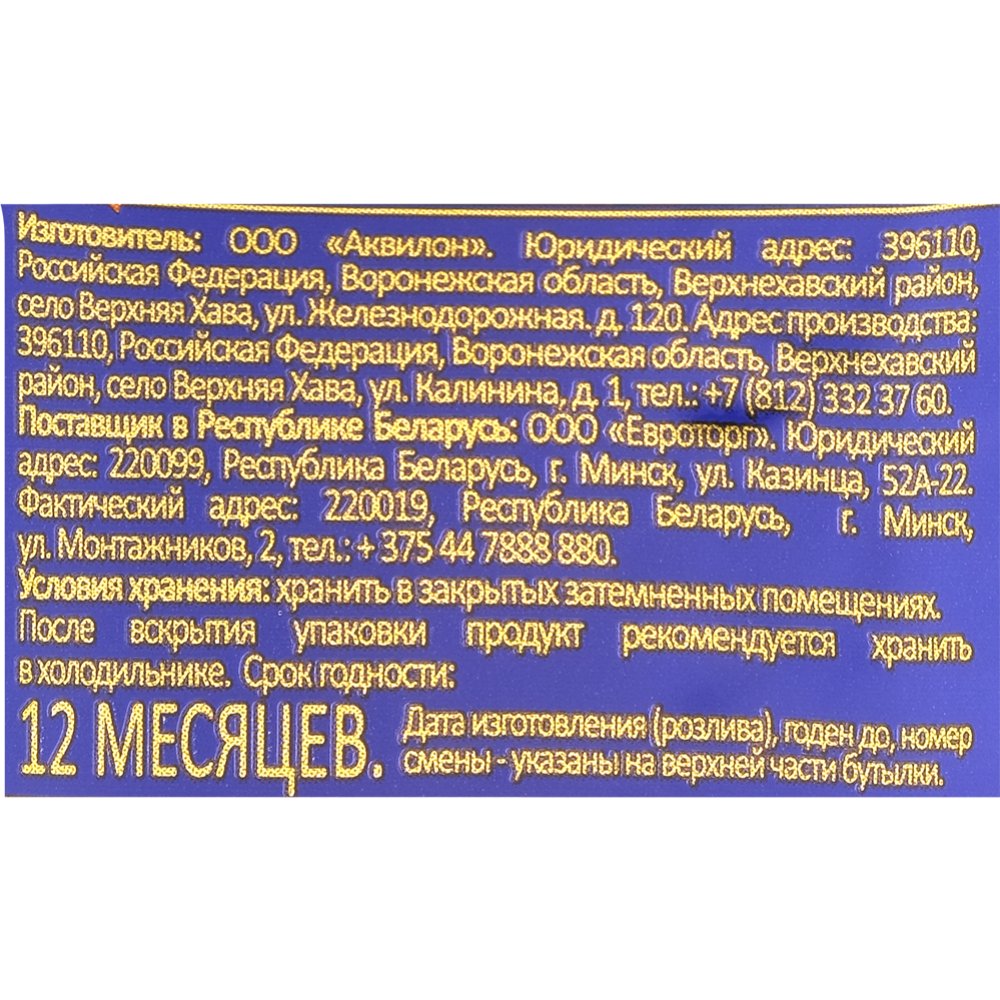 Изготовитель: ООО «Аквилон». Юридический адрес: 396110,
Российская Федерация, Воронежская область, Верхнехавский район,
село Верхняя Хава, ул. Железнодорожная. д. 120. Адрес производства:
396110, Российская Федерация, Воронежская область, Верхнехавский
район, село Верхняя Хава, ул. Калинина, д. 1, тел.: +7 (812) 332 37 60.
Поставщик в Республике Беларусь: ООО «Евроторг». Юридический
адрес: 220099, Республика Беларусь, г. Минск, ул. Казинца, 52А-22.
Фактический адрес: 220019, Республика Беларусь, г. Минск,
ул. Монтажников, 2, тел.: + 375 44 7888 880.
Условия хранения: хранить в закрытых затемненных помещениях.
После вскрытия упаковки продукт рекомендуется хранить
в холодильнике. Срок годности:
12 МЕСЯЦЕВ.
Дата изготовления (розлива), годен до, номер
смены - указаны на верхней части бутылки.